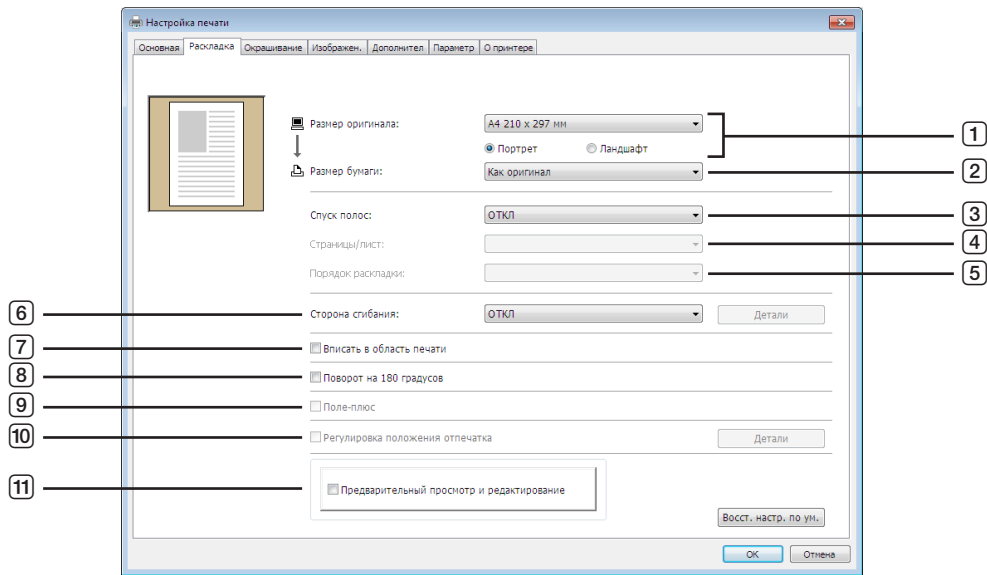 Настройка печати
Основная Раскладка Окрашивание Изображен. Дополнител Параметр О принтере
Размер оригинала: A4 210 x 297 мм
1
Портрет Ландшафт
Размер бумаги: Как оригинал 2
Спуск полос: ОТКЛ 3
Страницы/лист: 4
Порядок раскладки: 5
6 Сторона сгибания: ОТКЛ Детали
7 Вписать в область печати
8 Поворот на 180 градусов
9 Поле-плюс
10 Регулировка положения отпечатка Детали
11 Предварительный просмотр и редактирование
Восст. настр. по ум.
OK Отмена